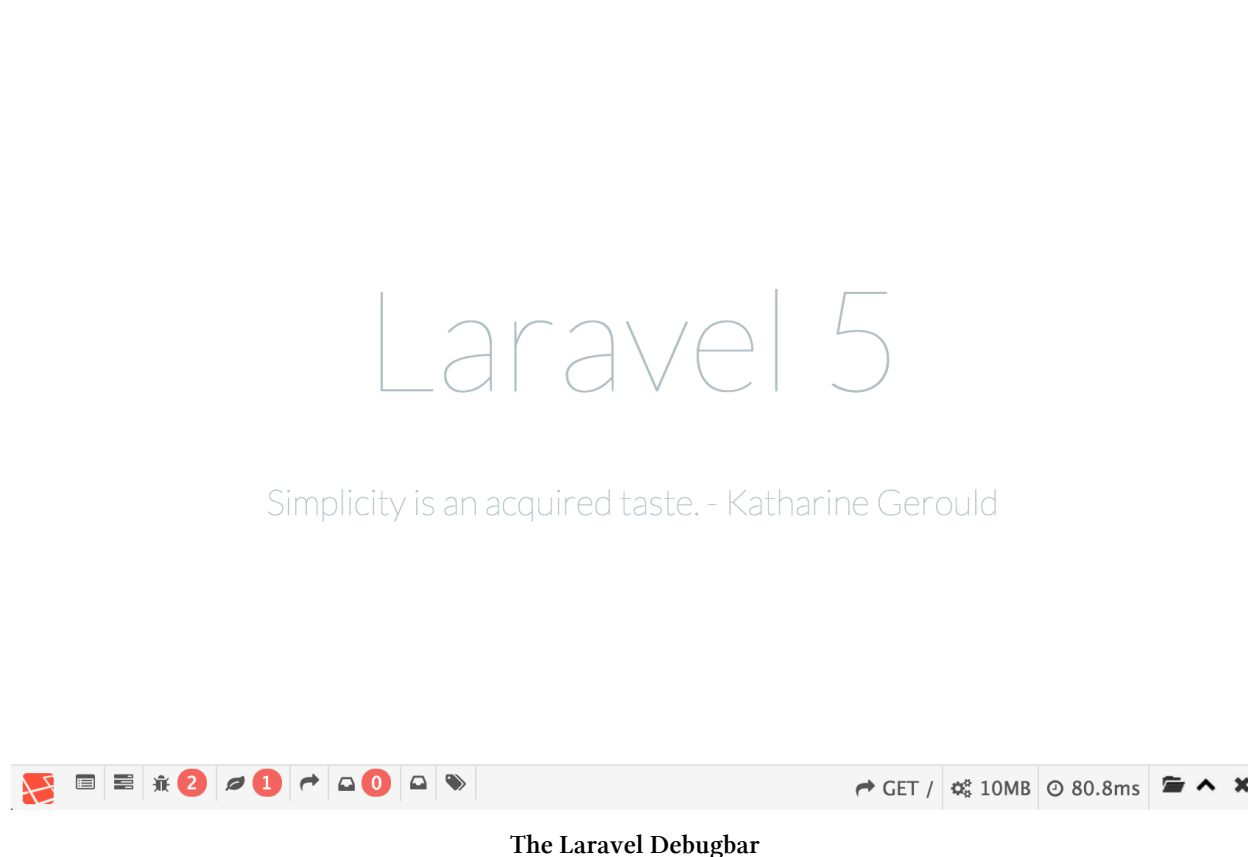 Laravel 5
Simplicity is an acquired taste. - Katharine Gerould
2 1 0 GET / 10MB 80.8ms
The Laravel Debugbar